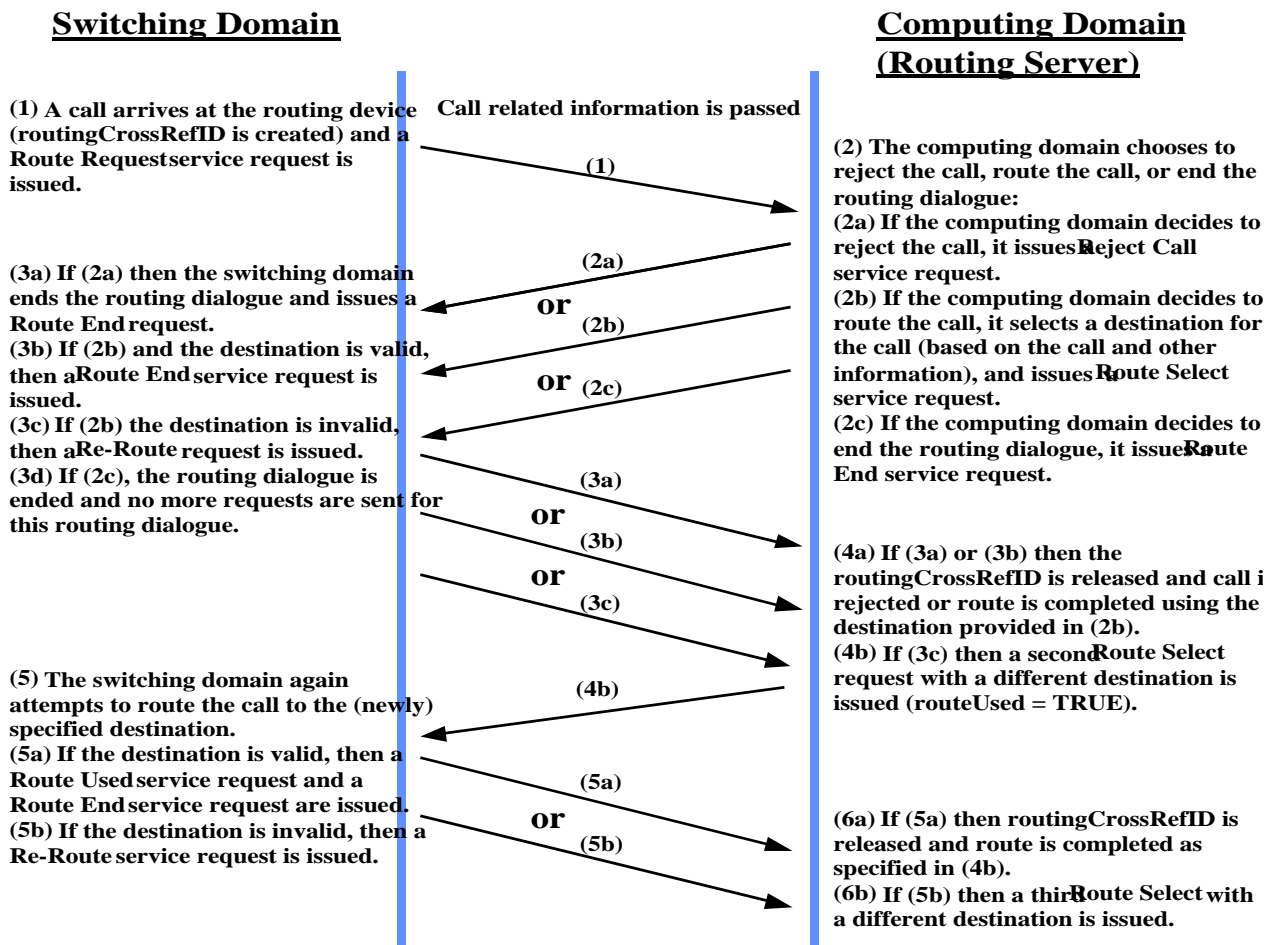 Switching Domain
Computing Domain
(Routing Server)
(1) A call arrives at the routing device
(routingCrossRefID is created) and a
Route Request service request is
issued.
Call related information is passed
(1)
(2) The computing domain chooses to
reject the call, route the call, or end the
routing dialogue:
(2a) If the computing domain decides to
reject the call, it issues a Reject Call
service request.
(2b) If the computing domain decides to
route the call, it selects a destination for
the call (based on the call and other
information), and issues a Route Select
service request.
(2c) If the computing domain decides to
end the routing dialogue, it issues a Route
End service request.
(2a)
or
(2b)
or
(2c)
(3a) If (2a) then the switching domain
ends the routing dialogue and issues a
Route End request.
(3b) If (2b) and the destination is valid,
then a Route End service request is
issued.
(3c) If (2b) the destination is invalid,
then a Re-Route request is issued.
(3d) If (2c), the routing dialogue is
ended and no more requests are sent for
this routing dialogue.
(3a)
or
(3b)
or
(3c)
(4a) If (3a) or (3b) then the
routingCrossRefID is released and call i
rejected or route is completed using the
destination provided in (2b).
(4b) If (3c) then a second Route Select
request with a different destination is
issued (routeUsed = TRUE).
(4b)
(5) The switching domain again
attempts to route the call to the (newly)
specified destination.
(5a) If the destination is valid, then a
Route Used service request and a
Route End service request are issued.
(5b) If the destination is invalid, then a
Re-Route service request is issued.
(5a)
or
(5b)
(6a) If (5a) then routingCrossRefID is
released and route is completed as
specified in (4b).
(6b) If (5b) then a third Route Select with
a different destination is issued.